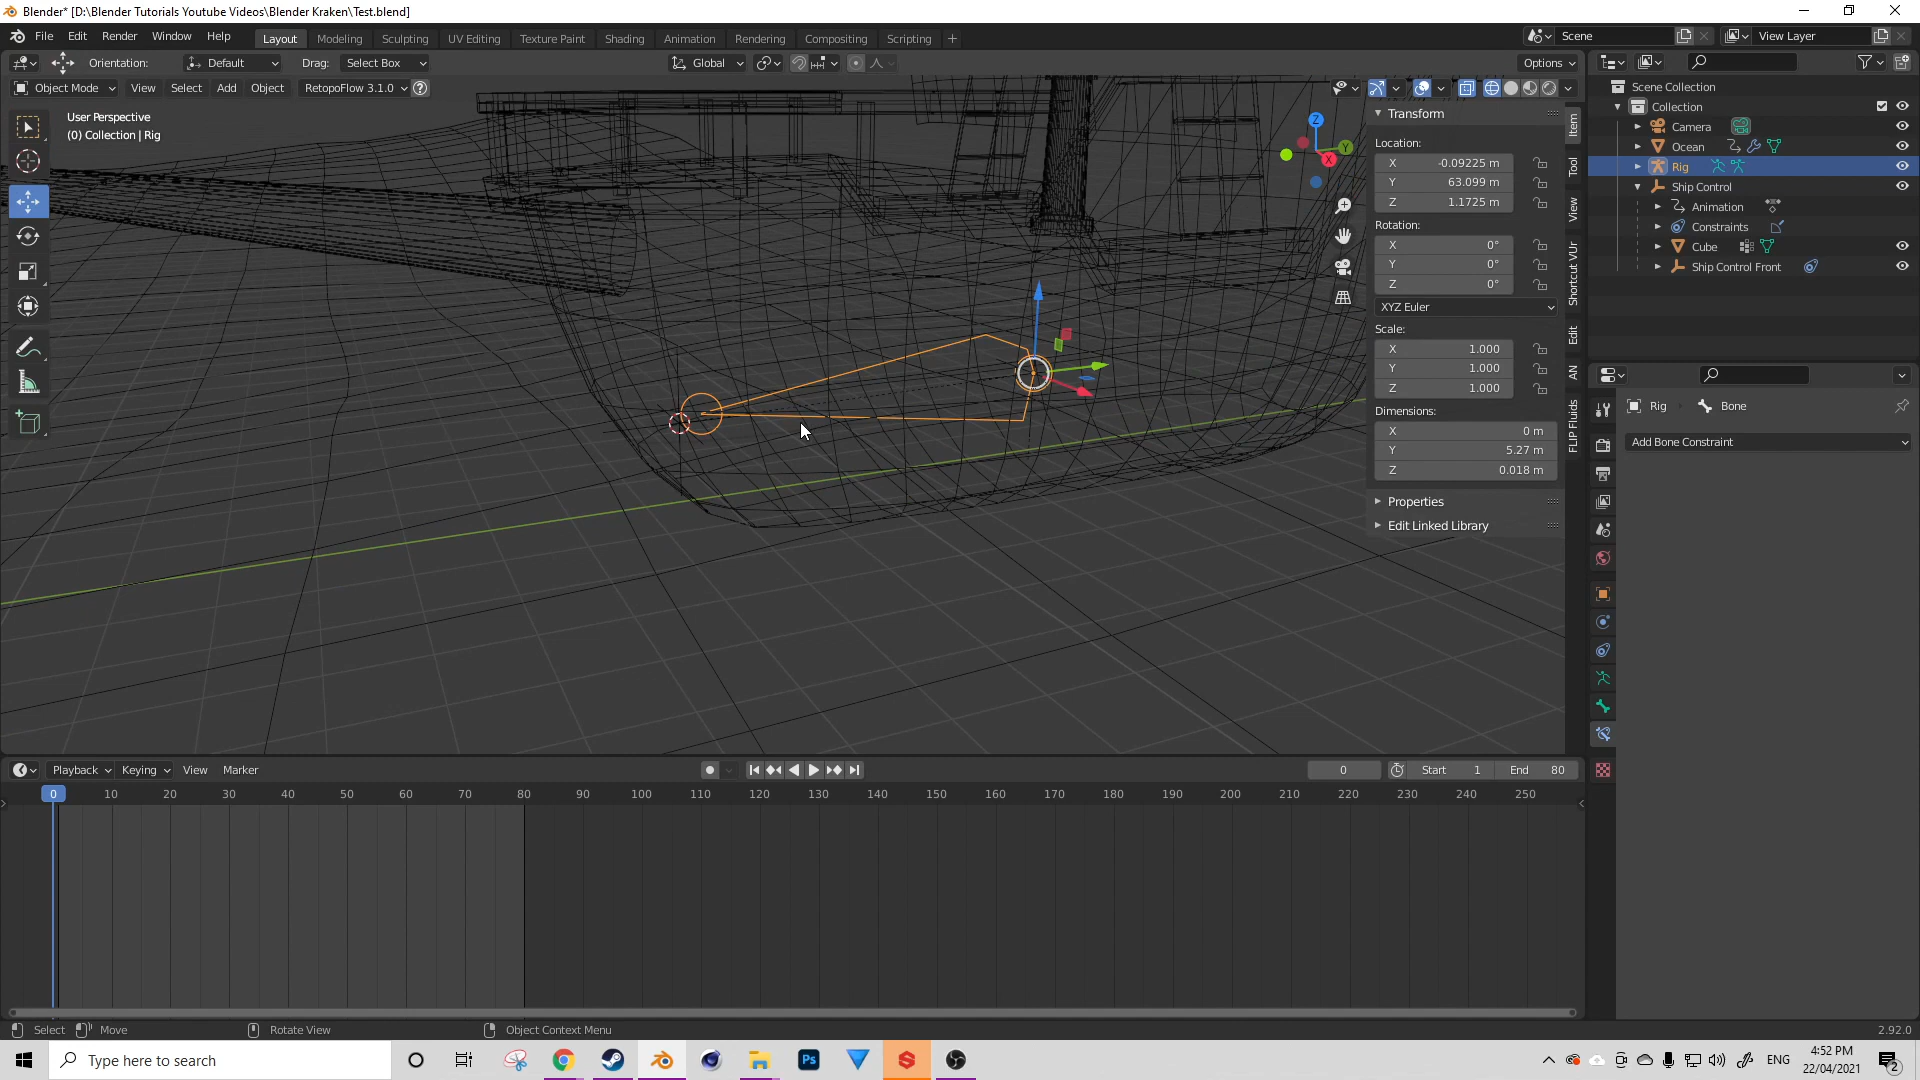 Blender* [D:\Blender Tutorials Youtube Videos\Blender Kraken\Test.blend]
File Edit Render Window Help Layout Modeling Sculpting UV Editing Texture Paint Shading Animation Rendering Compositing Scripting + Scene View Layer
Orientation: Default Drag: Select Box Global Options
Object Mode View Select Add Object RetopoFlow 3.1.0 ?
User Perspective
(0) Collection | Rig
Z
Y
X
Transform
Location:
X -0.09225 m
Y 63.099 m
Z 1.1725 m
Rotation:
X 0°
Y 0°
Z 0°
XYZ Euler
Scale:
X 1.000
Y 1.000
Z 1.000
Dimensions:
X 0 m
Y 5.27 m
Z 0.018 m
Properties
Edit Linked Library
Item
Tool
View
Shortcut VUr
Edit
AN
FLIP Fluids
Scene Collection
Collection
Camera
Ocean
Rig
Ship Control
Animation
Constraints
Cube
Ship Control Front
Rig Bone
Add Bone Constraint
Playback Keying View Marker 0 Start 1 End 80
0 10 20 30 40 50 60 70 80 90 100 110 120 130 140 150 160 170 180 190 200 210 220 230 240 250
Select Move Rotate View Object Context Menu 2.92.0
Type here to search Ps ENG 4:52 PM
22/04/2021
2